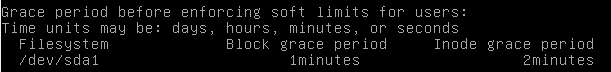 Grace period before enforcing soft limits for users:
Time units may be: days, hours, minutes, or seconds
Filesystem Block grace period Inode grace period
/dev/sda1 1minutes 2minutes